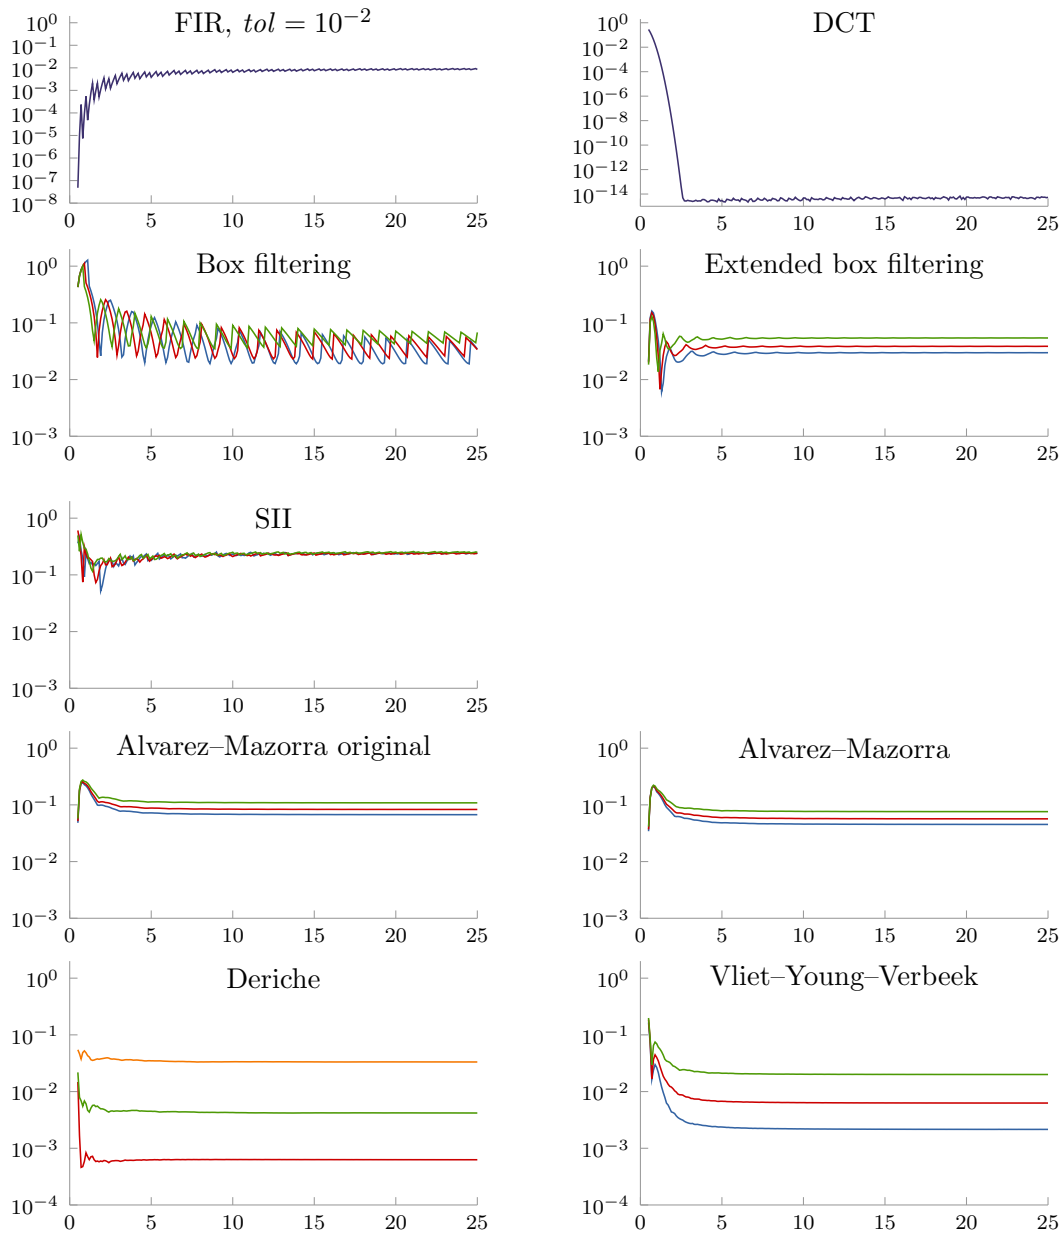 FIR, tol = 10−2
10^0
10^−1
10^−2
10^−3
10^−4
10^−5
10^−6
10^−7
10^−8
0 5 10 15 20 25
DCT
10^0
10^−2
10^−4
10^−6
10^−8
10^−10
10^−12
10^−14
0 5 10 15 20 25
Box filtering
10^0
10^−1
10^−2
10^−3
0 5 10 15 20 25
Extended box filtering
10^0
10^−1
10^−2
10^−3
0 5 10 15 20 25
SII
10^0
10^−1
10^−2
10^−3
0 5 10 15 20 25
Alvarez–Mazorra original
10^0
10^−1
10^−2
10^−3
0 5 10 15 20 25
Alvarez–Mazorra
10^0
10^−1
10^−2
10^−3
0 5 10 15 20 25
Deriche
10^0
10^−1
10^−2
10^−3
10^−4
0 5 10 15 20 25
Vliet–Young–Verbeek
10^0
10^−1
10^−2
10^−3
10^−4
0 5 10 15 20 25